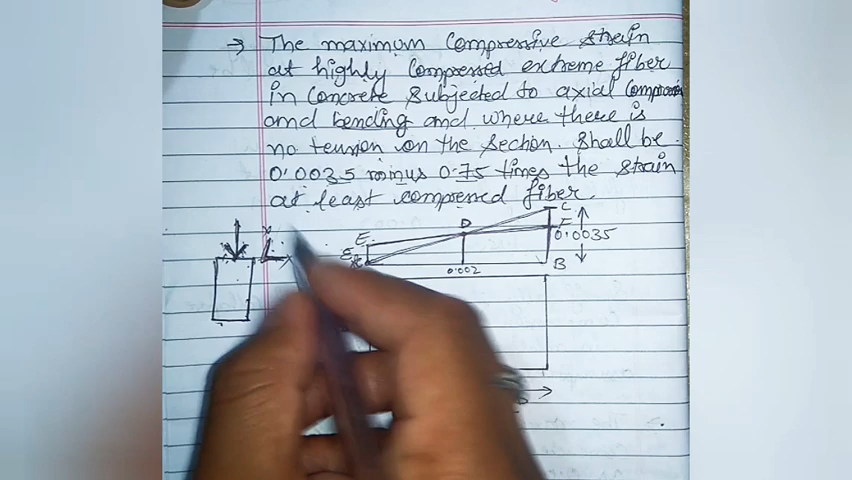 → The maximum compressive strain
at highly compressed extreme fiber
in concrete subjected to axial
and bending and where there is
no tension on the section. Shall be
0.0035 minus 0.75 times the strain
at least compressed fiber.
C
D
E
F
0.0035
0.002
B